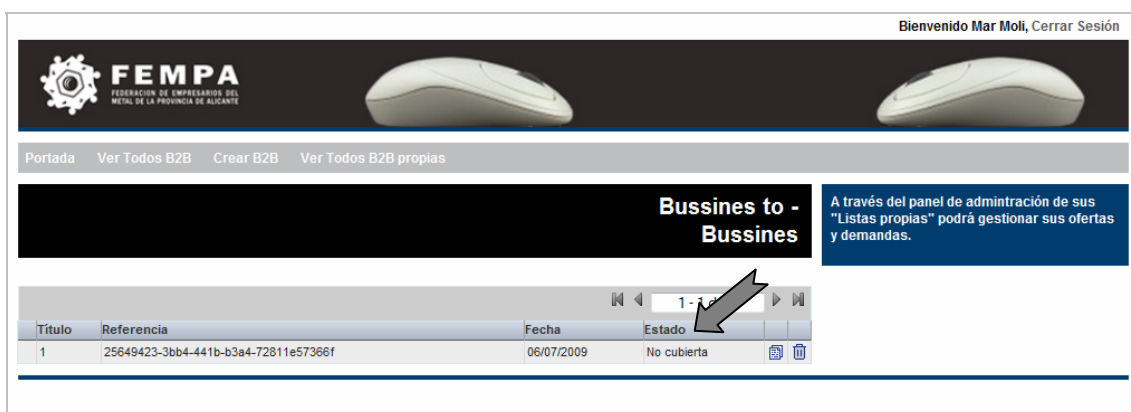 Bienvenido Mar Moli, Cerrar Sesión
FEMPA
FEDERACION DE EMPRESARIOS DEL
METAL DE LA PROVINCIA DE ALICANTE
Portada Ver Todos B2B Crear B2B Ver Todos B2B propias
Bussines to -
Bussines
A través del panel de admintración de sus
"Listas propias" podrá gestionar sus ofertas
y demandas.
1 - 1 d
Título Referencia Fecha Estado
1 25649423-3bb4-441b-b3a4-72811e57366f 06/07/2009 No cubierta